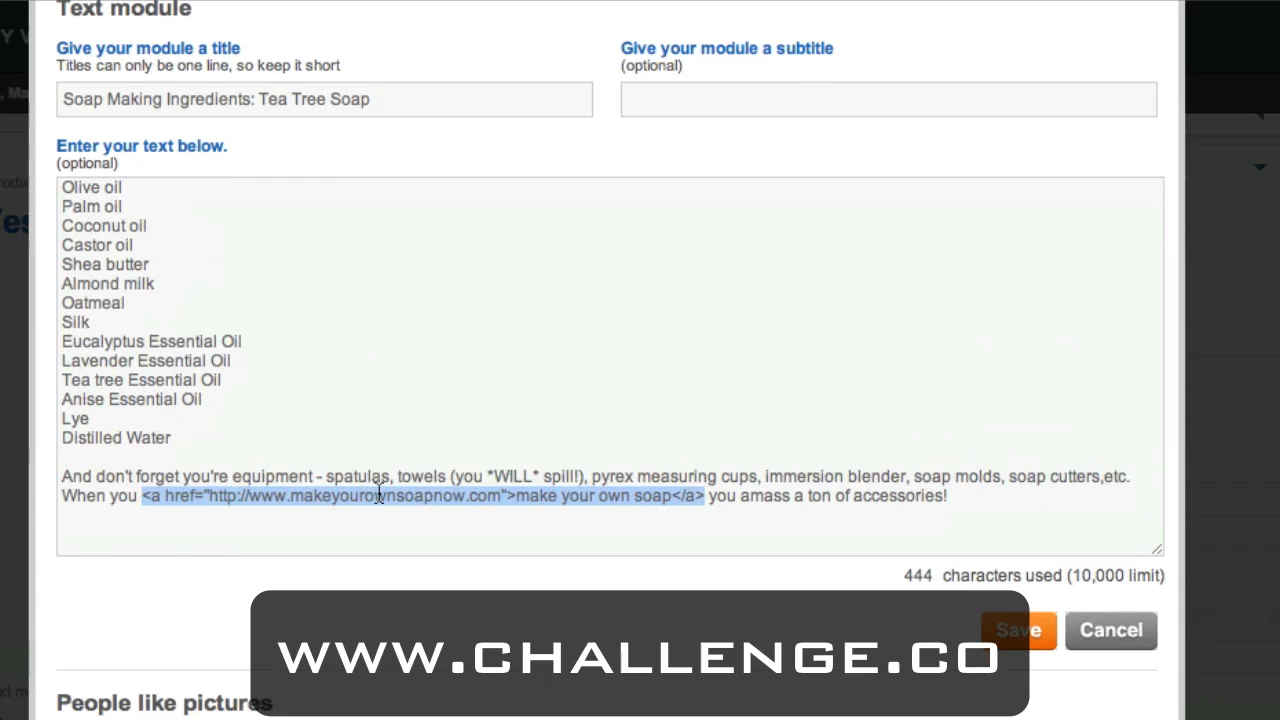 Text module
Give your module a title
Titles can only be one line, so keep it short
Soap Making Ingredients: Tea Tree Soap
Give your module a subtitle
(optional)
Enter your text below.
(optional)
Olive oil
Palm oil
Coconut oil
Castor oil
Shea butter
Almond milk
Oatmeal
Silk
Eucalyptus Essential Oil
Lavender Essential Oil
Tea tree Essential Oil
Anise Essential Oil
Lye
Distilled Water
And don't forget you're equipment - spatulas, towels (you *WILL* spill!), pyrex measuring cups, immersion blender, soap molds, soap cutters,etc.
When you <a href="http://www.makeyourownsoapnow.com">make your own soap</a> you amass a ton of accessories!
444 characters used (10,000 limit)
Save Cancel
WWW.CHALLENGE.CO
People like pictures